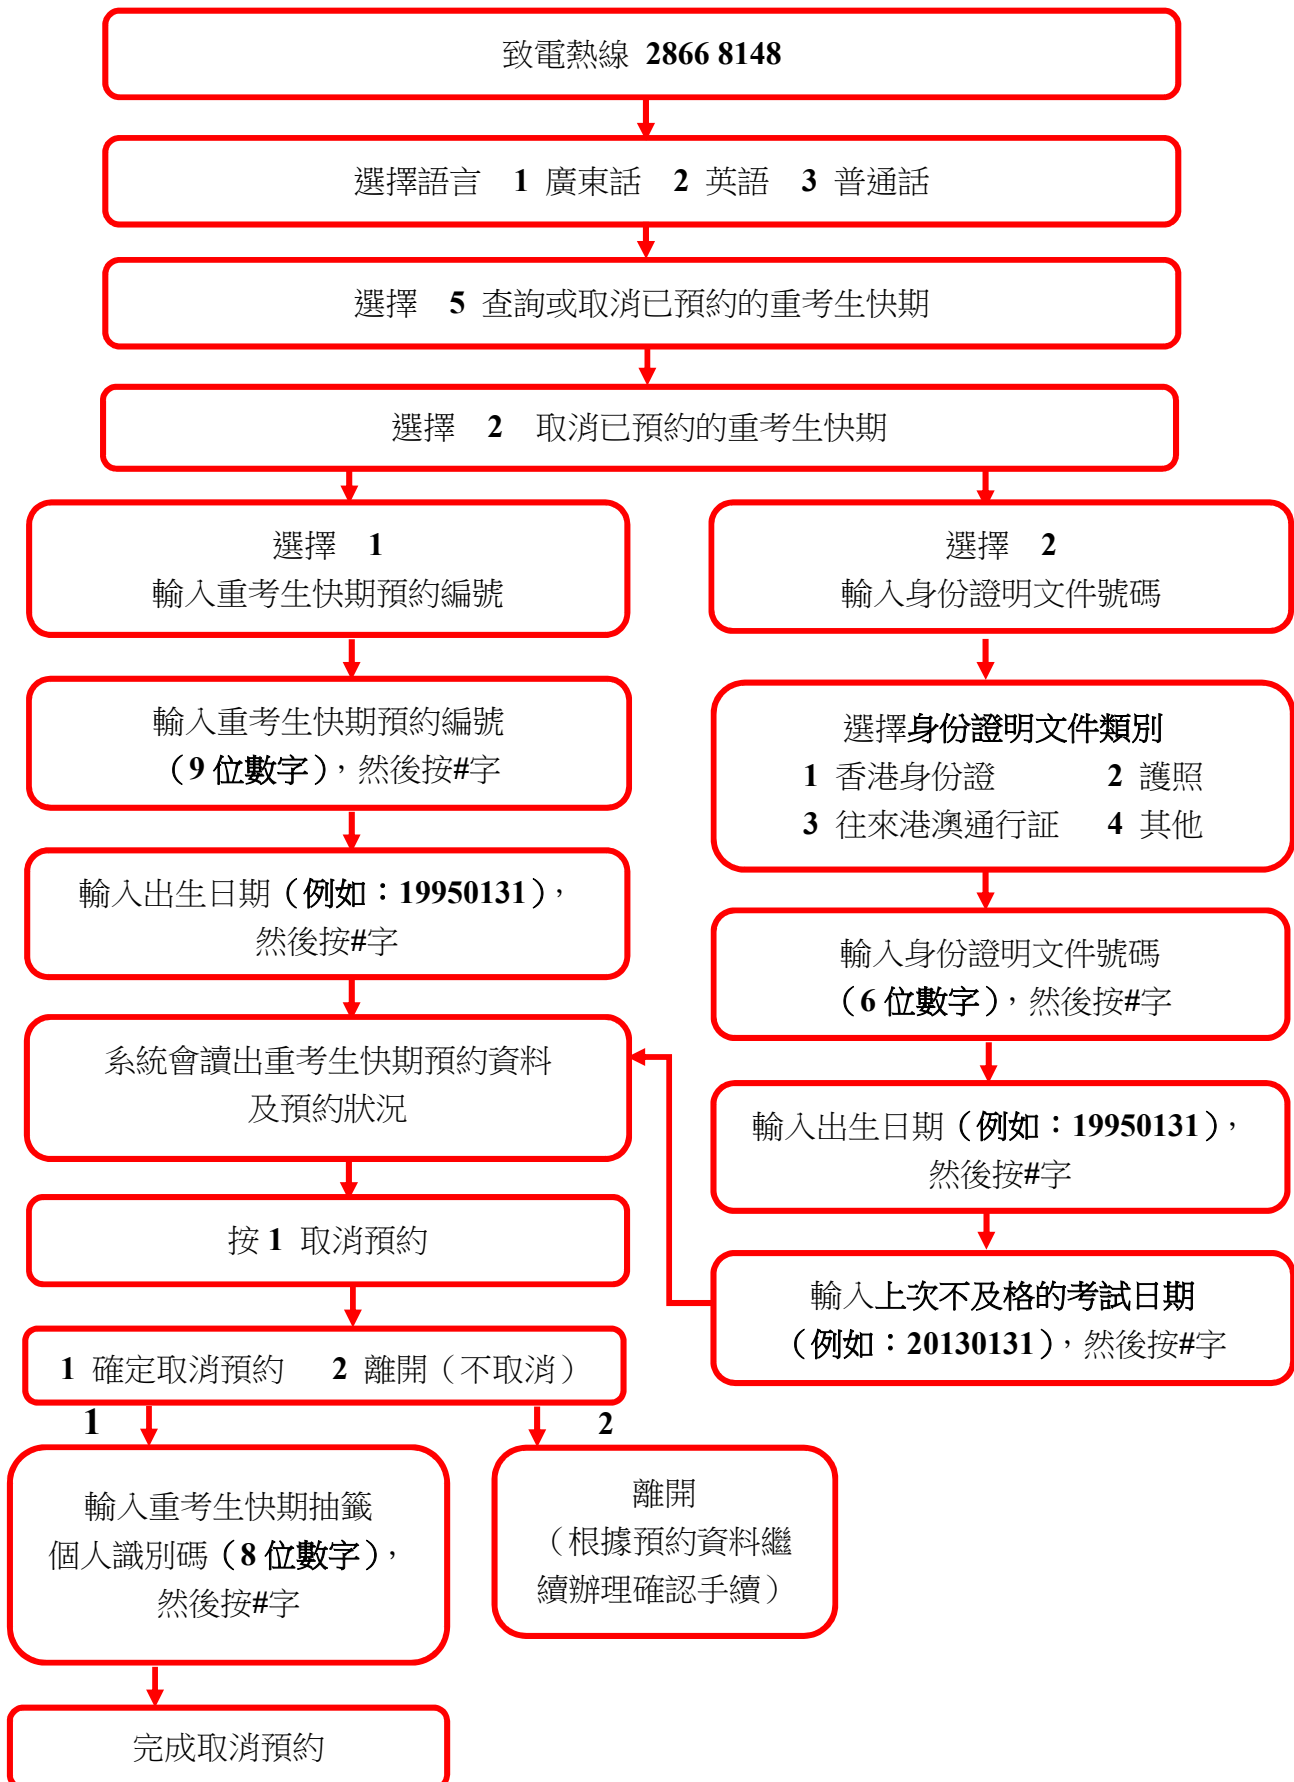 致電熱線 2866 8148
選擇語言 1 廣東話 2 英語 3 普通話
選擇 5 查詢或取消已預約的重考生快期
選擇 2 取消已預約的重考生快期
選擇 1
輸入重考生快期預約編號
輸入重考生快期預約編號
（9 位數字），然後按#字
輸入出生日期（例如：19950131），
然後按#字
系統會讀出重考生快期預約資料
及預約狀況
按 1 取消預約
1 確定取消預約 2 離開（不取消）
1
2
輸入重考生快期抽籤
個人識別碼（8 位數字），
然後按#字
完成取消預約
離開
（根據預約資料繼
續辦理確認手續）
選擇 2
輸入身份證明文件號碼
選擇身份證明文件類別
1 香港身份證 2 護照
3 往來港澳通行証 4 其他
輸入身份證明文件號碼
（6 位數字），然後按#字
輸入出生日期（例如：19950131），
然後按#字
輸入上次不及格的考試日期
（例如：20130131），然後按#字